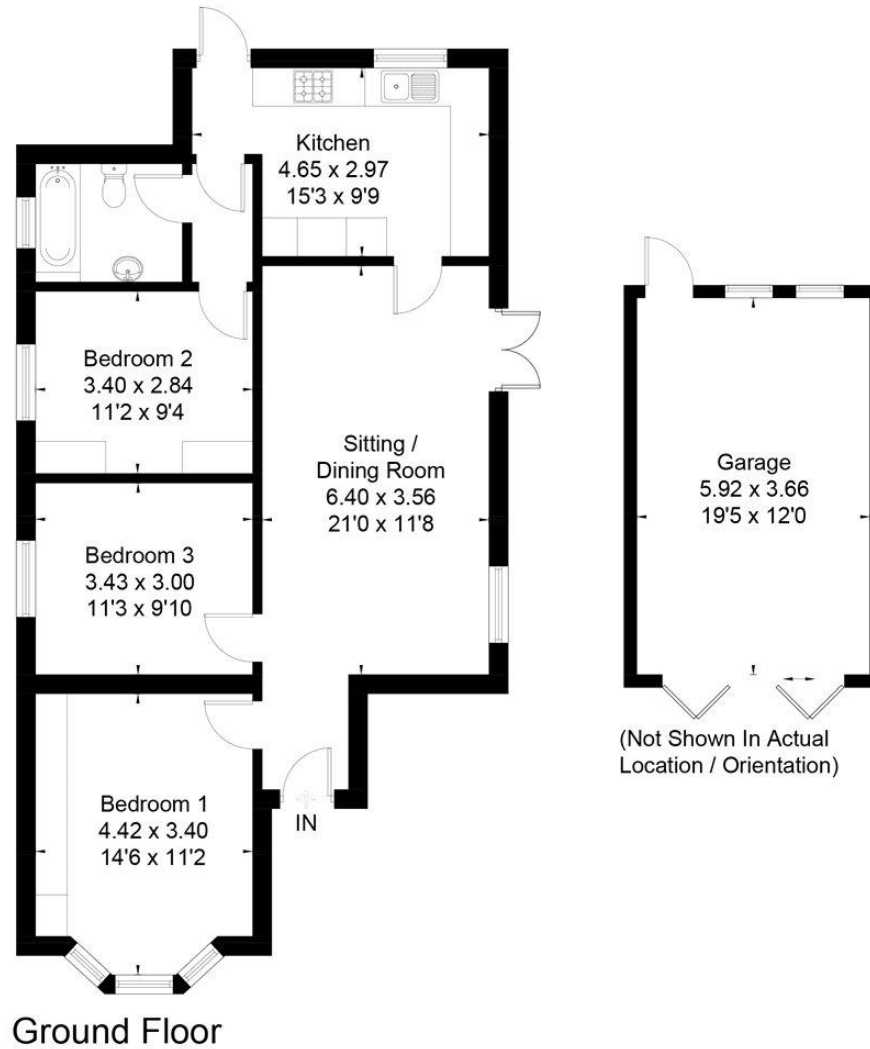 Kitchen
4.65 x 2.97
15'3 x 9'9
Bedroom 2
3.40 x 2.84
11'2 x 9'4
Sitting /
Dining Room
6.40 x 3.56
21'0 x 11'8
Garage
5.92 x 3.66
19'5 x 12'0
Bedroom 3
3.43 x 3.00
11'3 x 9'10
(Not Shown In Actual
Location / Orientation)
Bedroom 1
4.42 x 3.40
14'6 x 11'2
IN
Ground Floor